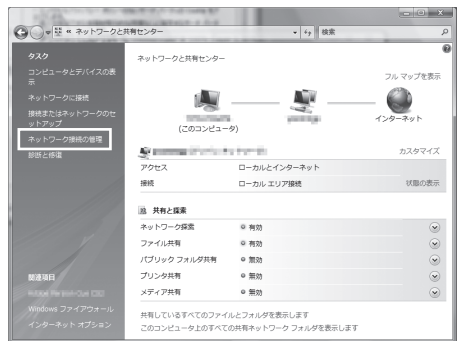 « ネットワークと共有センター
検索
タスク
コンピュータとデバイスの表
示
ネットワークに接続
接続またはネットワークのセ
ットアップ
ネットワーク接続の管理
診断と修復
関連項目
Windows ファイアウォール
インターネット オプション
ネットワークと共有センター
フル マップを表示
(このコンピュータ)
インターネット
カスタマイズ
アクセス ローカルとインターネット
接続 ローカル エリア接続 状態の表示
共有と探索
ネットワーク探索 有効
ファイル共有 有効
パブリック フォルダ共有 無効
プリンタ共有 無効
メディア共有 無効
共有しているすべてのファイルとフォルダを表示します
このコンピュータ上のすべての共有ネットワーク フォルダを表示します